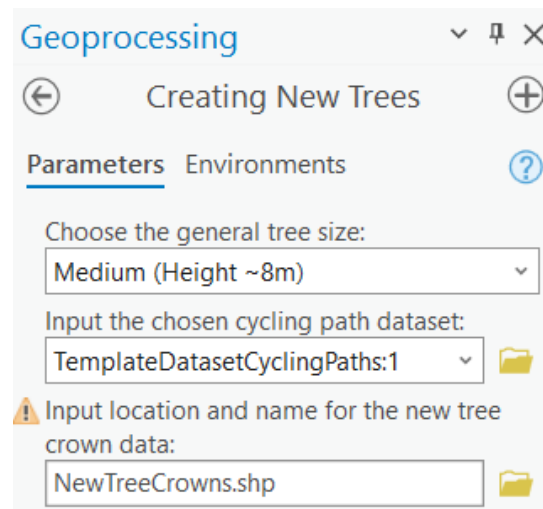 Geoprocessing
Creating New Trees
Parameters Environments
Choose the general tree size:
Medium (Height ~8m)
Input the chosen cycling path dataset:
TemplateDatasetCyclingPaths:1
Input location and name for the new tree
crown data:
NewTreeCrowns.shp